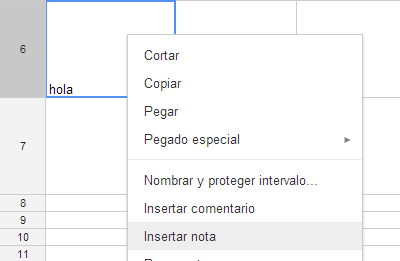 6
hola
Cortar
Copiar
Pegar
Pegado especial
7
Nombrar y proteger intervalo...
8
Insertar comentario
9
10
Insertar nota
11